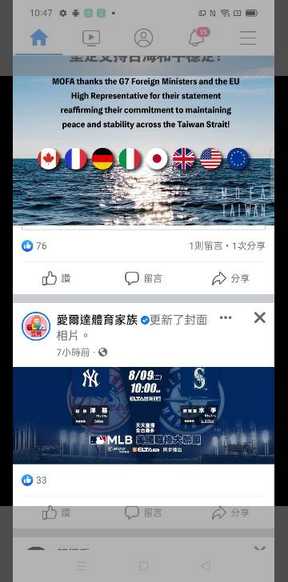 10:47
15
堅定支持台海和平穩定！
MOFA thanks the G7 Foreign Ministers and the EU
High Representative for their statement
reaffirming their commitment to maintaining
peace and stability across the Taiwan Strait!
MOFA
TAIWAN
76
1則留言・1次分享
讚
留言
分享
愛爾達體育家族 更新了封面
相片。
7小時前・
8/09
10:00
MLB
33
讚
留言
分享